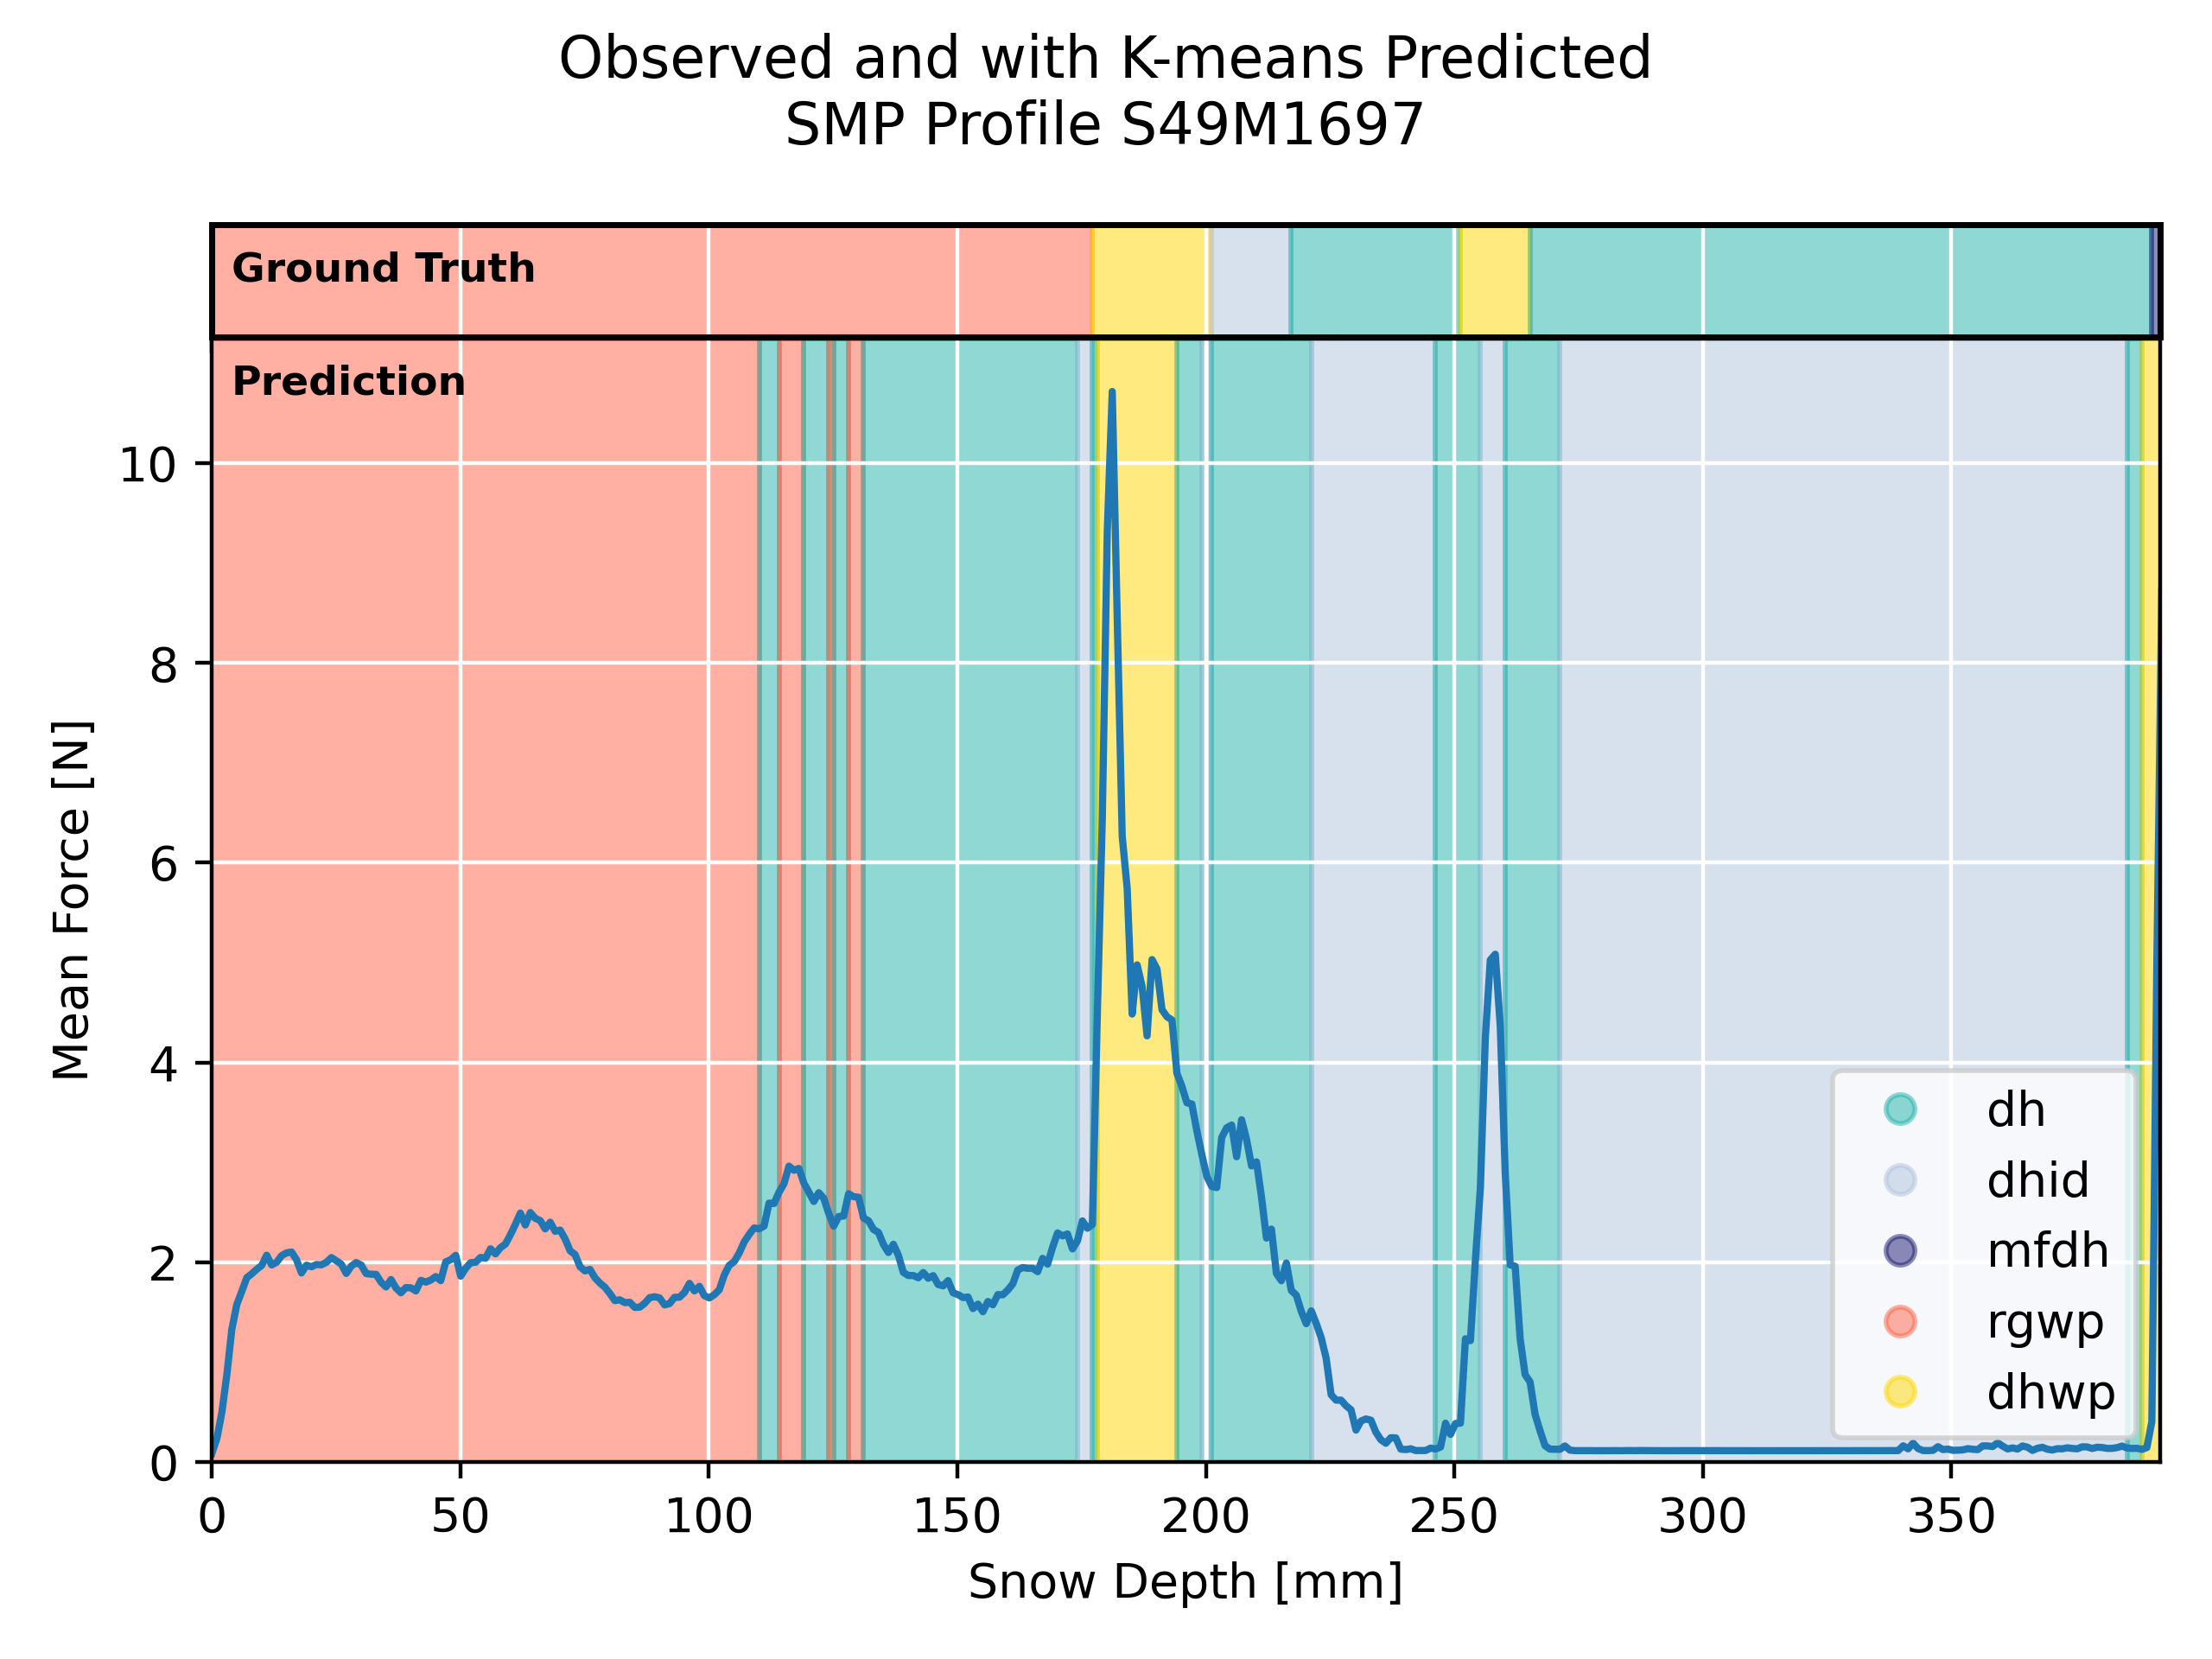 Observed and with K-means Predicted
SMP Profile S49M1697
Ground Truth
Prediction
10
8
6
4
2
0
Mean Force [N]
0 50 100 150 200 250 300 350
Snow Depth [mm]
dh
dhid
mfdh
rgwp
dhwp